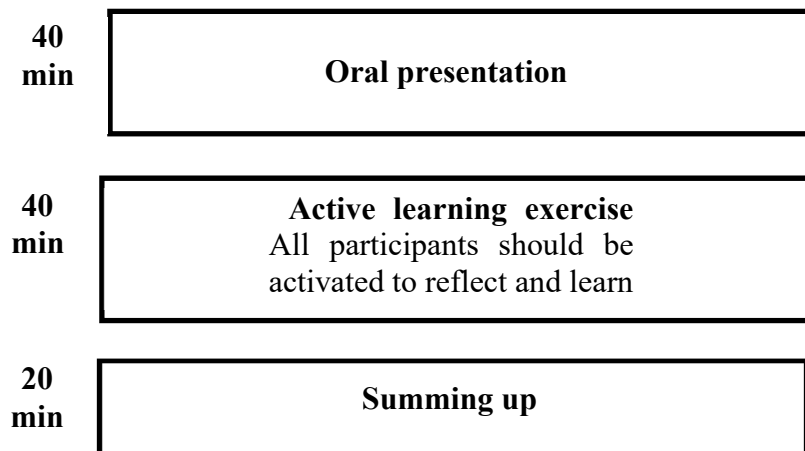 40
min
Oral presentation
40
min
Active learning exercise
All participants should be
activated to reflect and learn
20
min
Summing up